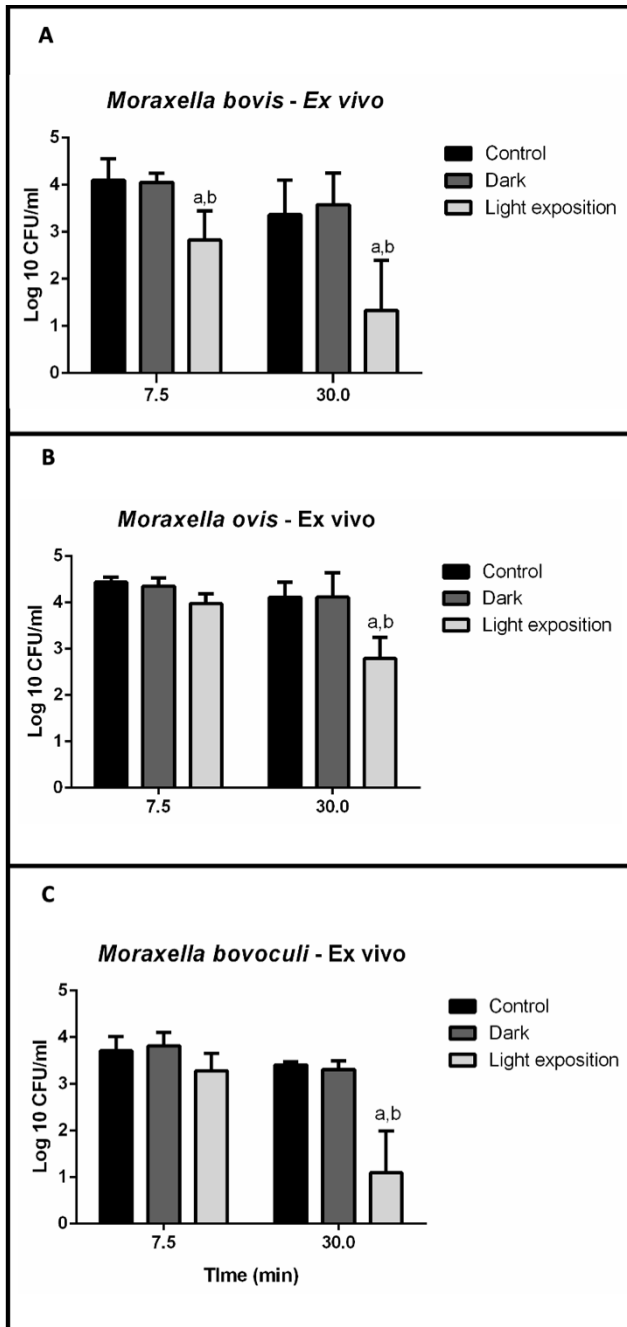 A
Moraxella bovis - Ex vivo
Log 10 CFU/ml
5
4
3
2
1
0
a,b
a,b
7.5
30.0
Control
Dark
Light exposition
B
Moraxella ovis - Ex vivo
Log 10 CFU/ml
5
4
3
2
1
0
a,b
7.5
30.0
Control
Dark
Light exposition
C
Moraxella bovoculi - Ex vivo
Log 10 CFU/ml
5
4
3
2
1
0
a,b
7.5
30.0
TIme (min)
Control
Dark
Light exposition